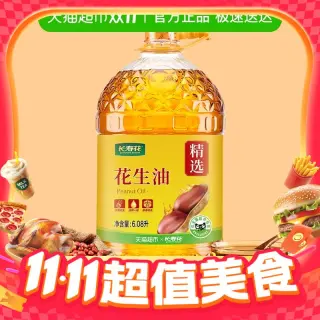 天猫超市双11 官方正品 极速送达
长寿花
精选
花生油
Peanut Oil
净含量:6.08升
天猫超市×长寿花
11·11超值美食